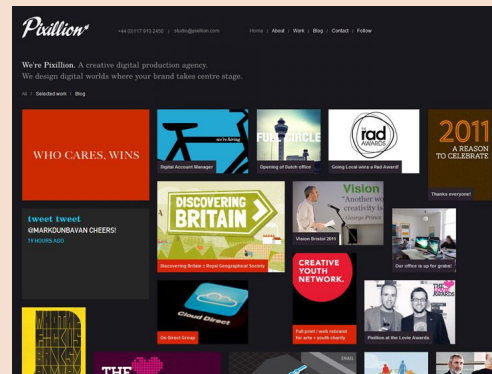 Pixillion
+44 (0)117 910 2450 | studio@pixillion.com
Home | About | Work | Blog | Contact | Follow
We're Pixillion. A creative digital production agency.
We design digital worlds where your brand takes centre stage.
All / Selected work / Blog
WHO CARES, WINS
we're hiring
Digital Account Manager
FULL CIRCLE
Opening of Dutch office
rad
AWARDS
Going Local wins a Rad Award!
2011
A REASON
TO CELEBRATE
Thanks everyone!
tweet tweet
@MARKDUNBAVAN CHEERS!
19 HOURS AGO
DISCOVERING
BRITAIN
Discovering Britain | Royal Geographical Society
Vision
"Another wo
creativity is
George Prince
Vision Bristol 2011
Our office is up for grabs!
Cloud Direct
On Direct Group
CREATIVE
YOUTH
NETWORK.
Full print / web rebrand
for arts + youth charity
THE
AWARDS
Pixillion at the Lovie Awards
THE
EMAIL